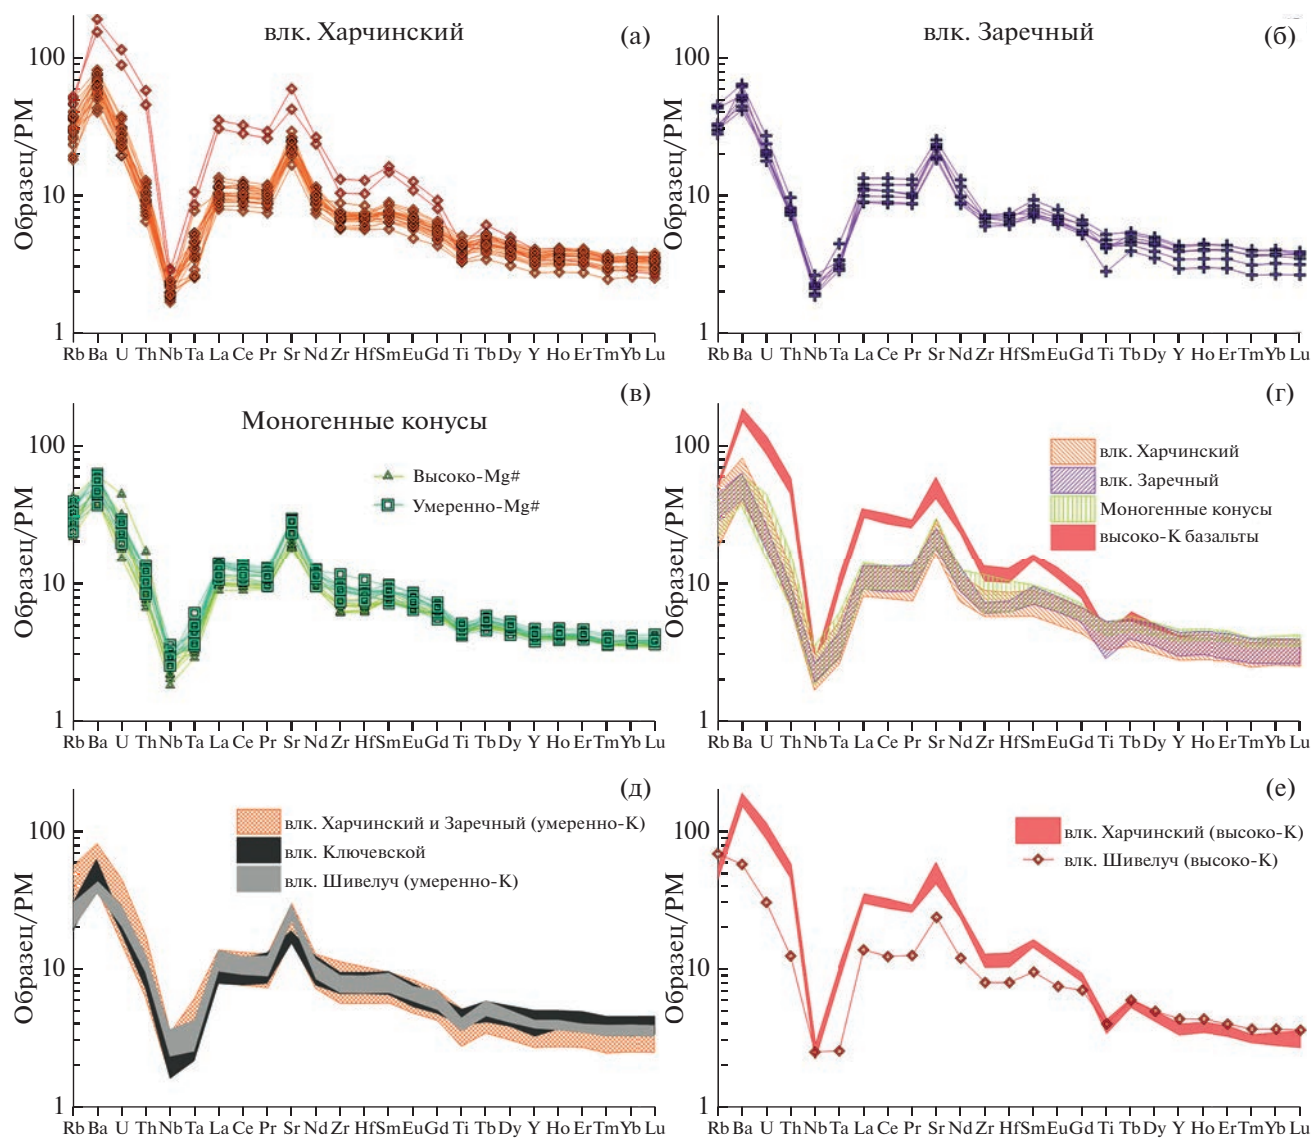 влк. Харчинский
(а)
100
10
1
Образец/PM
Rb Ba U Th Nb Ta La Ce Pr Sr Nd Zr Hf Sm Eu Gd Ti Tb Dy Y Ho Er Tm Yb Lu
влк. Заречный
(б)
100
10
1
Образец/PM
Rb Ba U Th Nb Ta La Ce Pr Sr Nd Zr Hf Sm Eu Gd Ti Tb Dy Y Ho Er Tm Yb Lu
(в)
Моногенные конусы
Высоко-Mg#
Умеренно-Mg#
100
10
1
Образец/PM
Rb Ba U Th Nb Ta La Ce Pr Sr Nd Zr Hf Sm Eu Gd Ti Tb Dy Y Ho Er Tm Yb Lu
(г)
влк. Харчинский
влк. Заречный
Моногенные конусы
высоко-К базальты
100
10
1
Образец/PM
Rb Ba U Th Nb Ta La Ce Pr Sr Nd Zr Hf Sm Eu Gd Ti Tb Dy Y Ho Er Tm Yb Lu
(д)
влк. Харчинский и Заречный (умеренно-К)
влк. Ключевской
влк. Шивелуч (умеренно-К)
100
10
1
Образец/PM
Rb Ba U Th Nb Ta La Ce Pr Sr Nd Zr Hf Sm Eu Gd Ti Tb Dy Y Ho Er Tm Yb Lu
(е)
влк. Харчинский (высоко-К)
влк. Шивелуч (высоко-К)
100
10
1
Образец/PM
Rb Ba U Th Nb Ta La Ce Pr Sr Nd Zr Hf Sm Eu Gd Ti Tb Dy Y Ho Er Tm Yb Lu